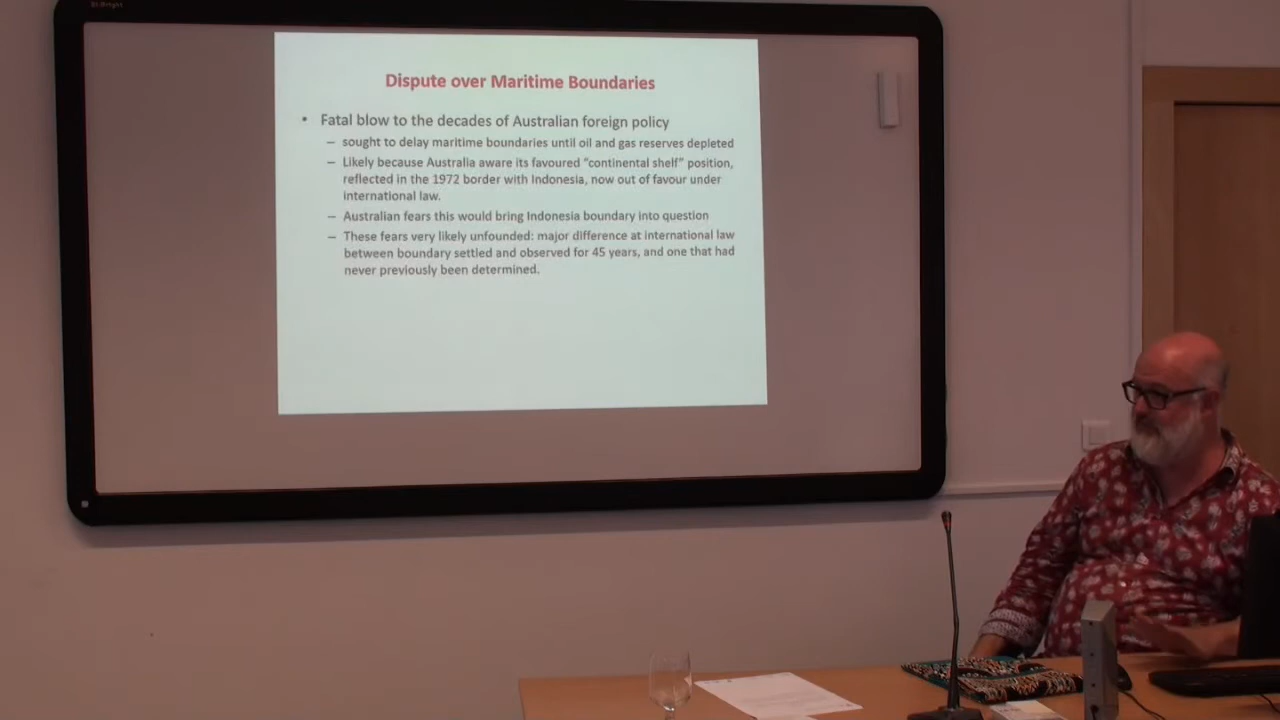 Dispute over Maritime Boundaries
• Fatal blow to the decades of Australian foreign policy
– sought to delay maritime boundaries until oil and gas reserves depleted
– Likely because Australia aware its favoured “continental shelf” position,
reflected in the 1972 border with Indonesia, now out of favour under
international law.
– Australian fears this would bring Indonesia boundary into question
– These fears very likely unfounded: major difference at international law
between boundary settled and observed for 45 years, and one that had
never previously been determined.